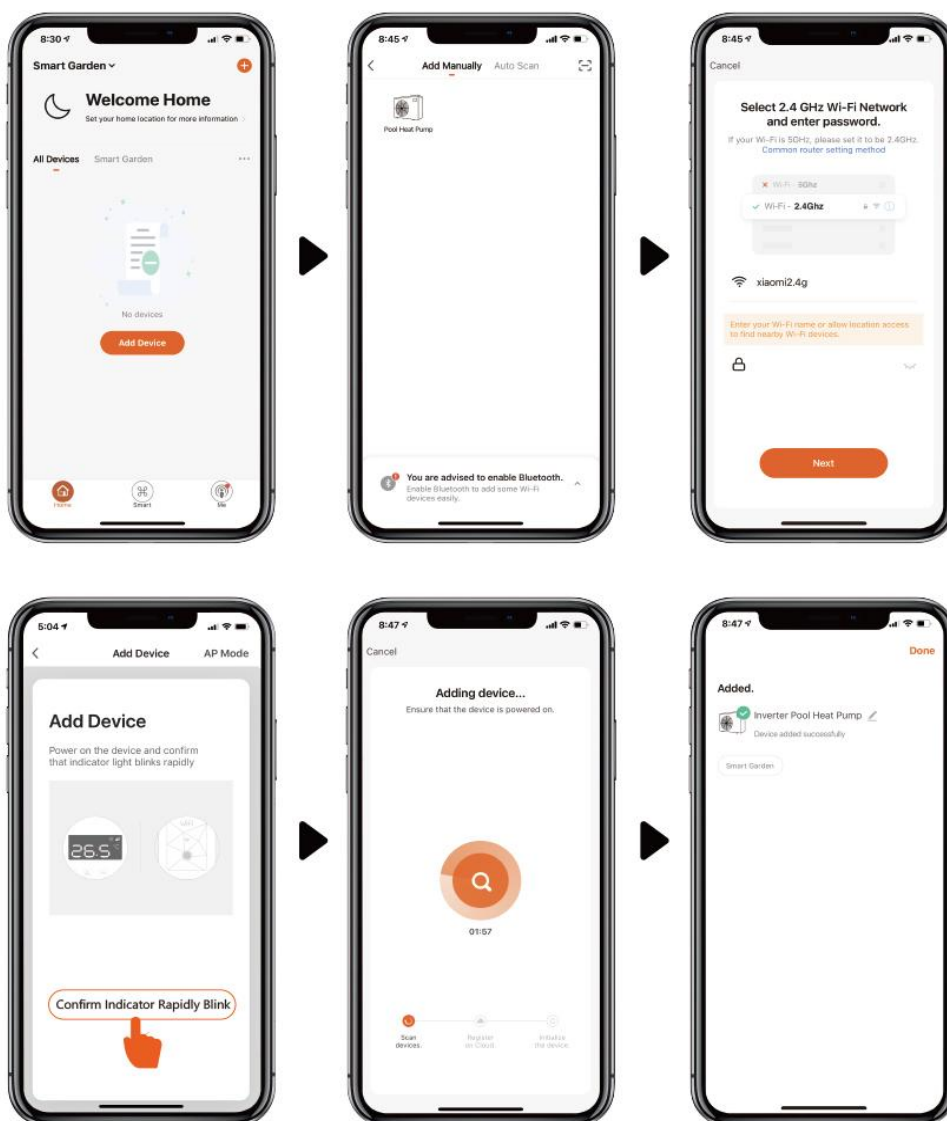 8:30
Smart Garden
Welcome Home
Set your home location for more information
All Devices Smart Garden
No devices
Add Device
Home Smart Me
8:45
Add Manually Auto Scan
Pool Heat Pump
You are advised to enable Bluetooth.
Enable Bluetooth to add some Wi-Fi
devices easily.
8:45
Cancel
Select 2.4 GHz Wi-Fi Network
and enter password.
If your Wi-Fi is 5GHz, please set it to be 2.4GHz.
Common router setting method
Wi-Fi - 5Ghz
Wi-Fi - 2.4Ghz
xiaomi2.4g
Enter your Wi-Fi name or allow location access
to find nearby Wi-Fi devices.
Next
5:04
Add Device AP Mode
Add Device
Power on the device and confirm
that indicator light blinks rapidly
26.5
Confirm Indicator Rapidly Blink
8:47
Cancel
Adding device...
Ensure that the device is powered on.
01:57
Scan Register Initialize
devices. on Cloud. the device.
8:47
Done
Added.
Inverter Pool Heat Pump
Device added successfully
Smart Garden